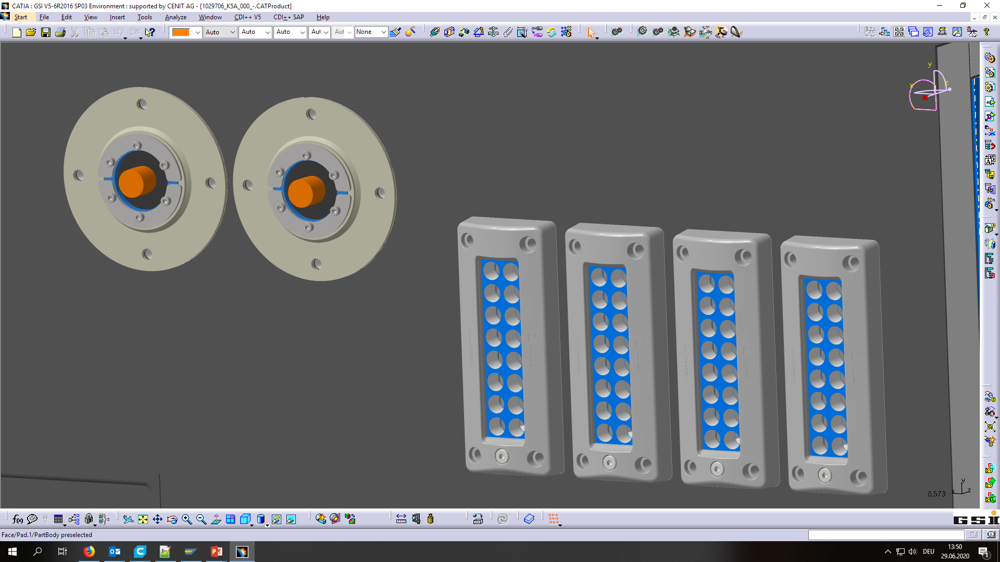 CATIA : GSI V5-6R2016 SP03 Environment : supported by CENIT AG - [1029706_K5A_000_-.CATProduct]
Start File Edit View Insert Tools Analyze Window CDI++ V5 CDI++ SAP Help
Auto Auto Auto Aut Aut None
y
x z
y
0,573 x z
GSI
Face/Pad.1/PartBody preselected
13:50
DEU
29.06.2020
1